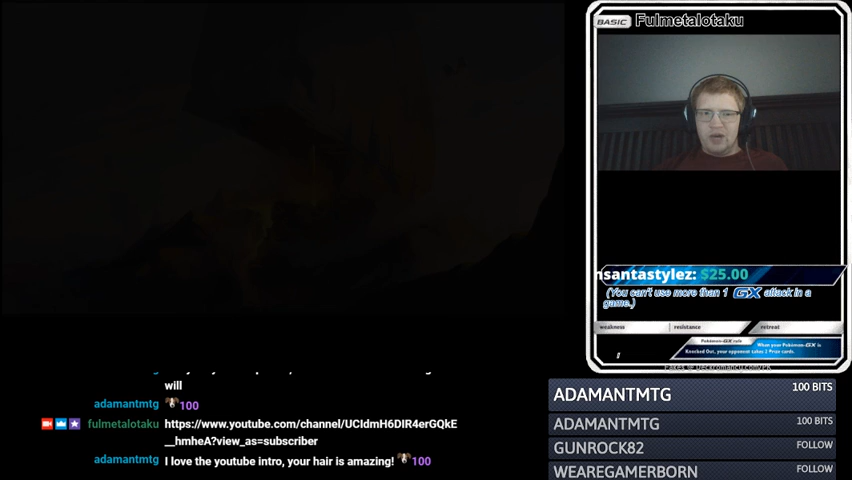 BASIC Fulmetalotaku
nsantastylez: $25.00
(You can't use more than 1 GX attack in a
game.)
weakness resistance retreat
Pokémon-GX rule
When your Pokémon-GX is
Knocked Out, your opponent takes 2 Prize cards.
will
adamantmtg 100
fulmetalotaku https://www.youtube.com/channel/UCIdmH6DIR4erGQkE
__hmheA?view_as=subscriber
adamantmtg I love the youtube intro, your hair is amazing! 100
ADAMANTMTG 100 BITS
ADAMANTMTG 100 BITS
GUNROCK82 FOLLOW
WEAREGAMERBORN FOLLOW